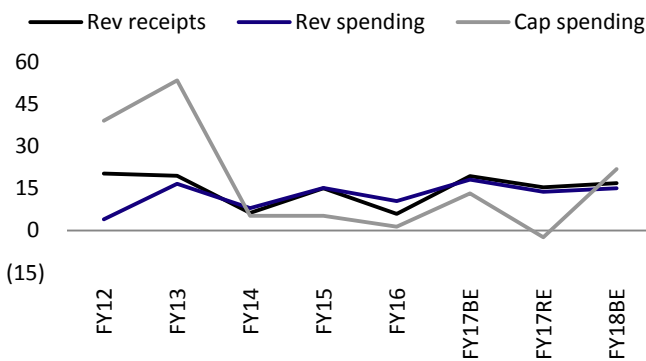 Rev receipts Rev spending Cap spending
60
45
30
15
0
(15)
FY12
FY13
FY14
FY15
FY16
FY17BE
FY17RE
FY18BE